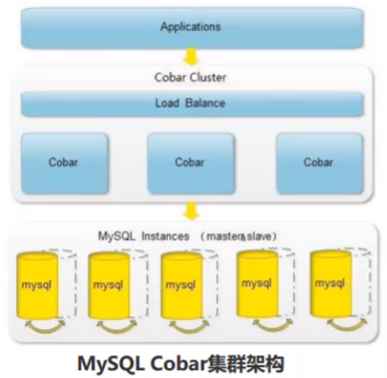 Applications
Cobar Cluster
Load Balance
Cobar Cobar Cobar
MySQL Instances （master&slave）
mysql mysql mysql mysql mysql
MySQL Cobar集群架构